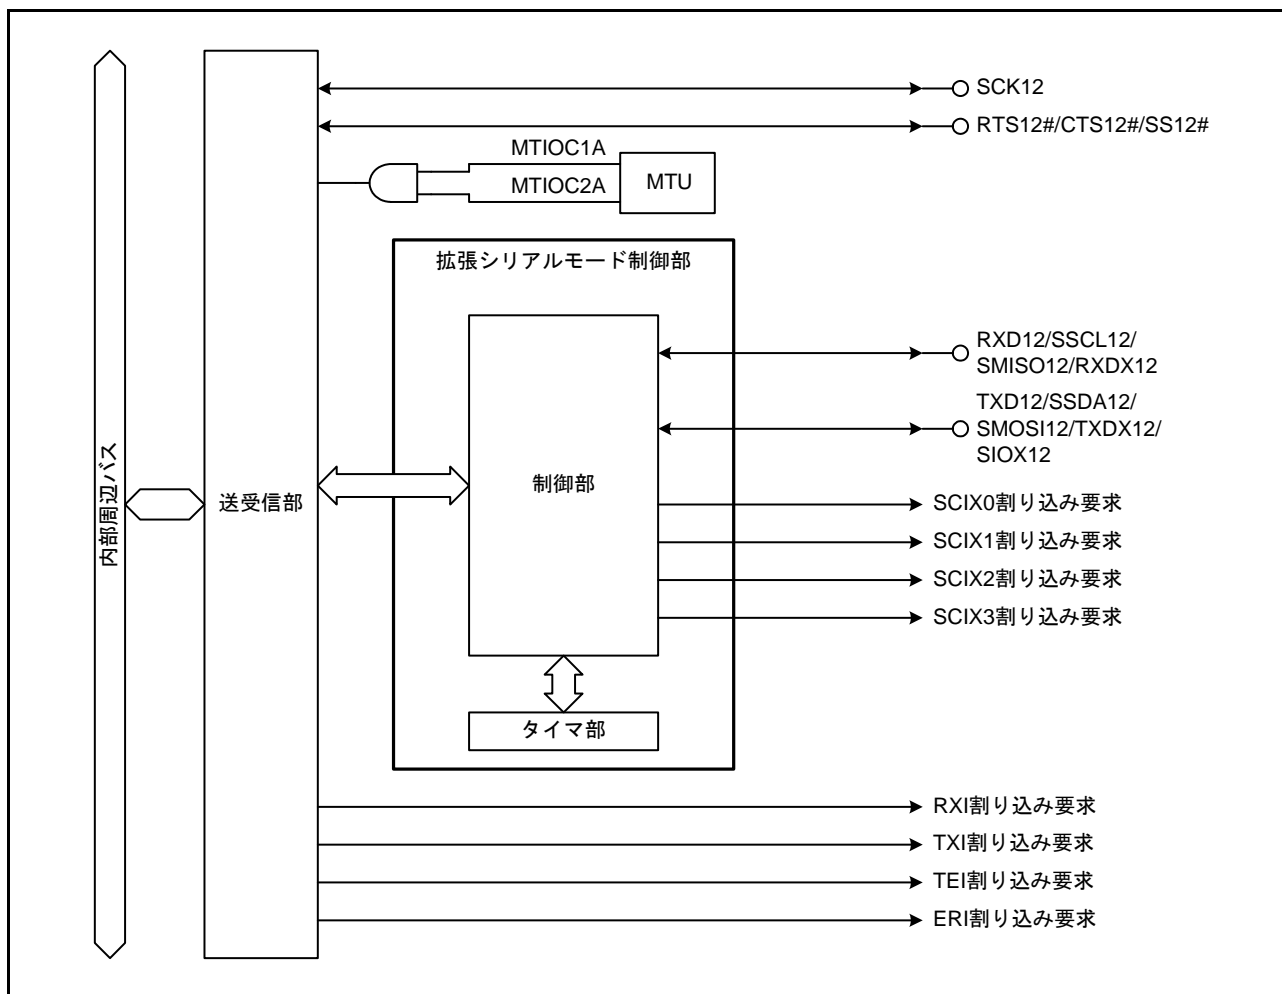 SCK12
RTS12#/CTS12#/SS12#
MTIOC1A
MTIOC2A
MTU
拡張シリアルモード制御部
RXD12/SSCL12/
SMISO12/RXDX12
TXD12/SSDA12/
SMOSI12/TXDX12/
SIOX12
内部周辺バス
送受信部
制御部
SCIX0割り込み要求
SCIX1割り込み要求
SCIX2割り込み要求
SCIX3割り込み要求
タイマ部
RXI割り込み要求
TXI割り込み要求
TEI割り込み要求
ERI割り込み要求